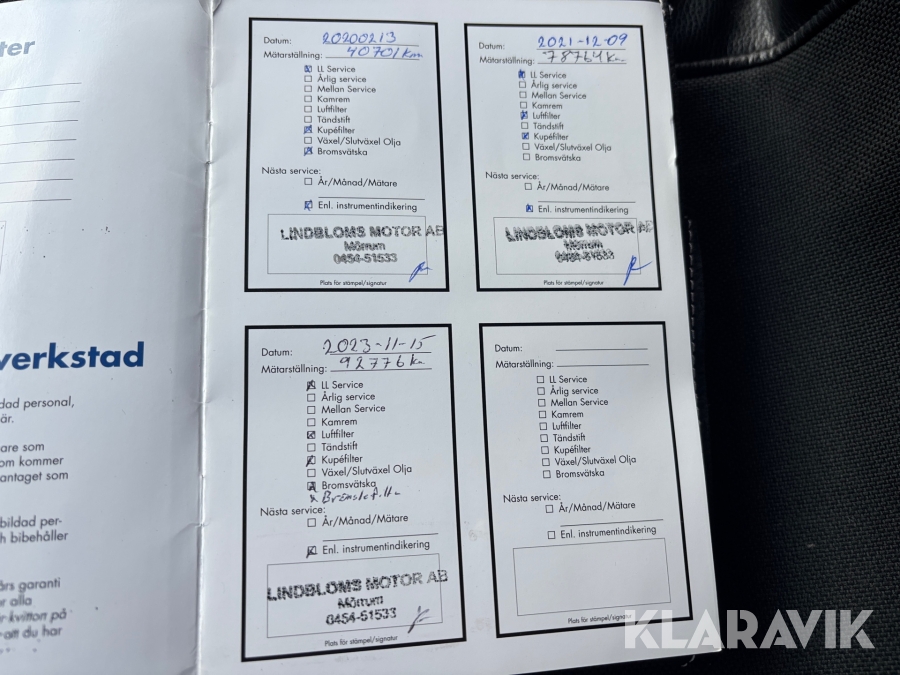 ter
verkstad
dad personal,
är.
are som
om kommer
antaget som
bildad per-
h bibehåller
års garanti
r alla
r kvitton på
att du har
Datum: 20200213
Mätarställning: 40701 Km
LL Service
Årlig service
Mellan Service
Kamrem
Luftfilter
Tändstift
Kupéfilter
Växel/Slutväxel Olja
Bromsvätska
Nästa service:
År/Månad/Mätare
Enl. instrumentindikering
LINDBLOMS MOTOR AB
Mörrum
0454-51533
Plats för stämpel/signatur
Datum: 2021-12-09
Mätarställning: 78764 Km
LL Service
Årlig service
Mellan Service
Kamrem
Luftfilter
Tändstift
Kupéfilter
Växel/Slutväxel Olja
Bromsvätska
Nästa service:
År/Månad/Mätare
Enl. instrumentindikering
LINDBLOMS MOTOR AB
Mörrum
0454-51533
Plats för stämpel/signatur
Datum: 2023-11-15
Mätarställning: 92776 Km
LL Service
Årlig service
Mellan Service
Kamrem
Luftfilter
Tändstift
Kupéfilter
Växel/Slutväxel Olja
Bromsvätska
Nästa service:
År/Månad/Mätare
Enl. instrumentindikering
LINDBLOMS MOTOR AB
Mörrum
0454-51533
Plats för stämpel/signatur
Datum:
Mätarställning:
LL Service
Årlig service
Mellan Service
Kamrem
Luftfilter
Tändstift
Kupéfilter
Växel/Slutväxel Olja
Bromsvätska
Nästa service:
År/Månad/Mätare
Enl. instrumentindikering
Plats för stämpel/signatur
KLARAVIK